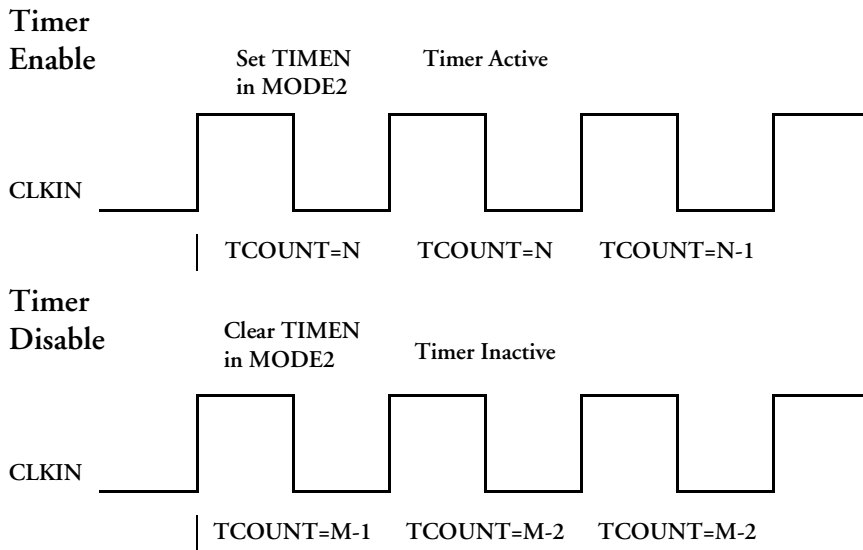 Timer
Enable
Set TIMEN
in MODE2
Timer Active
CLKIN
TCOUNT=N
TCOUNT=N
TCOUNT=N-1
Timer
Disable
Clear TIMEN
in MODE2
Timer Inactive
CLKIN
TCOUNT=M-1
TCOUNT=M-2
TCOUNT=M-2